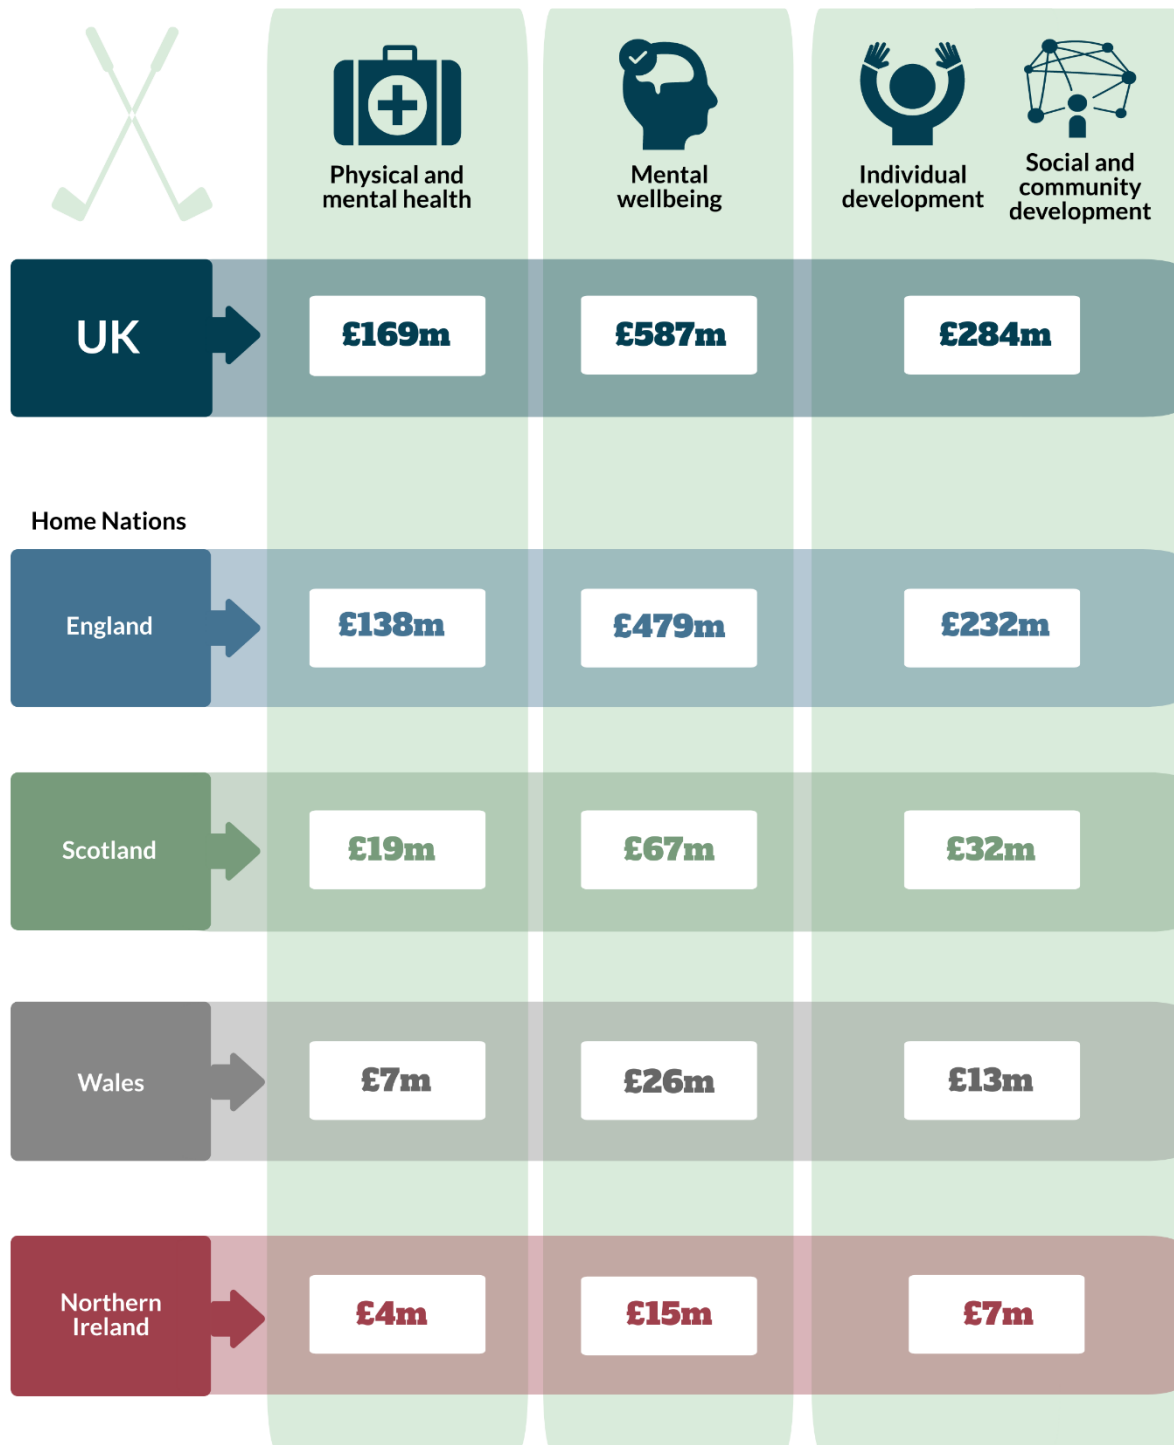 Physical and
mental health
Mental
wellbeing
Individual
development
Social and
community
development
UK
£169m
£587m
£284m
Home Nations
England
£138m
£479m
£232m
Scotland
£19m
£67m
£32m
Wales
£7m
£26m
£13m
Northern
Ireland
£4m
£15m
£7m